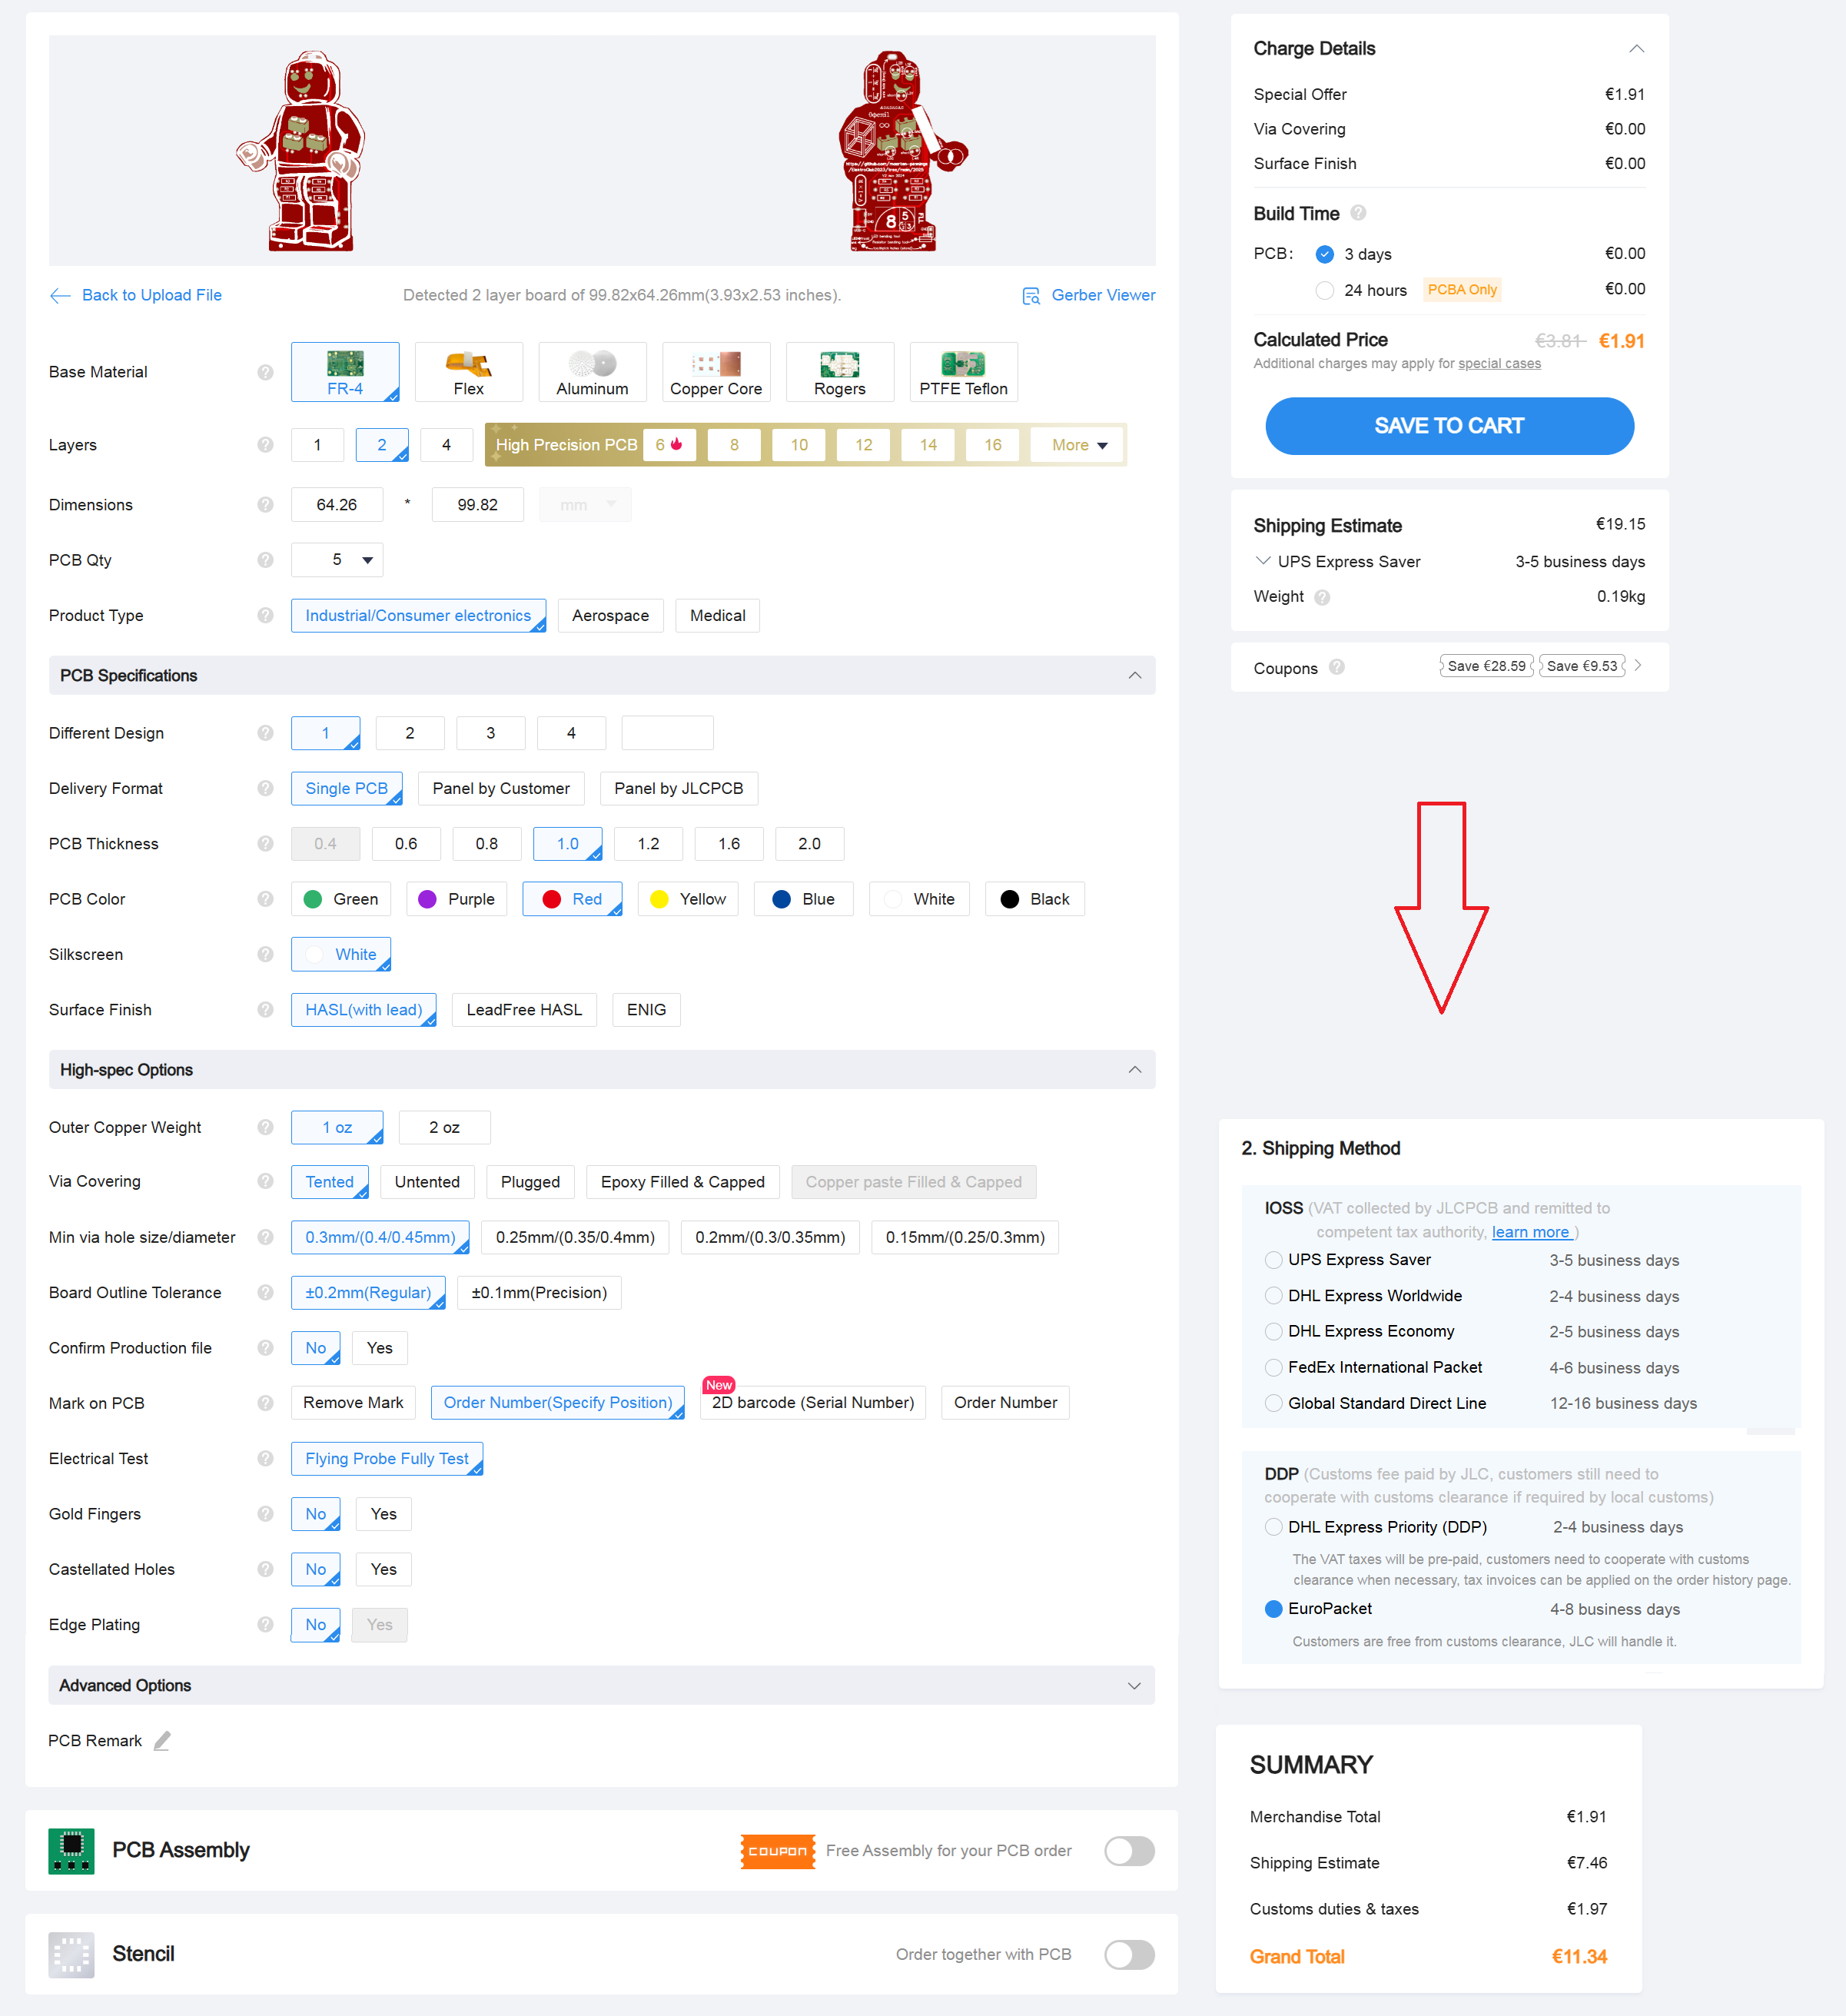 https://github.com/maarten-pennings
Back to Upload File
Detected 2 layer board of 99.82x64.26mm(3.93x2.53 inches).
Gerber Viewer
Base Material
FR-4
Flex
Aluminum
Copper Core
Rogers
PTFE Teflon
Layers
1
2
4
High Precision PCB
6
8
10
12
14
16
More
Dimensions
64.26
*
99.82
mm
PCB Qty
5
Product Type
Industrial/Consumer electronics
Aerospace
Medical
PCB Specifications
Different Design
1
2
3
4
Delivery Format
Single PCB
Panel by Customer
Panel by JLCPCB
PCB Thickness
0.4
0.6
0.8
1.0
1.2
1.6
2.0
PCB Color
Green
Purple
Red
Yellow
Blue
White
Black
Silkscreen
White
Surface Finish
HASL(with lead)
LeadFree HASL
ENIG
High-spec Options
Outer Copper Weight
1 oz
2 oz
Via Covering
Tented
Untented
Plugged
Epoxy Filled & Capped
Copper paste Filled & Capped
Min via hole size/diameter
0.3mm/(0.4/0.45mm)
0.25mm/(0.35/0.4mm)
0.2mm/(0.3/0.35mm)
0.15mm/(0.25/0.3mm)
Board Outline Tolerance
±0.2mm(Regular)
±0.1mm(Precision)
Confirm Production file
No
Yes
Mark on PCB
Remove Mark
Order Number(Specify Position)
New
2D barcode (Serial Number)
Order Number
Electrical Test
Flying Probe Fully Test
Gold Fingers
No
Yes
Castellated Holes
No
Yes
Edge Plating
No
Yes
Advanced Options
PCB Remark
PCB Assembly
COUPON
Free Assembly for your PCB order
Stencil
Order together with PCB
Charge Details
Special Offer €1.91
Via Covering €0.00
Surface Finish €0.00
Build Time
PCB: 3 days €0.00
24 hours PCBA Only €0.00
Calculated Price €3.81 €1.91
Additional charges may apply for special cases
SAVE TO CART
Shipping Estimate €19.15
UPS Express Saver 3-5 business days
Weight 0.19kg
Coupons Save €28.59 Save €9.53
2. Shipping Method
IOSS (VAT collected by JLCPCB and remitted to
competent tax authority, learn more )
UPS Express Saver 3-5 business days
DHL Express Worldwide 2-4 business days
DHL Express Economy 2-5 business days
FedEx International Packet 4-6 business days
Global Standard Direct Line 12-16 business days
DDP (Customs fee paid by JLC, customers still need to
cooperate with customs clearance if required by local customs)
DHL Express Priority (DDP) 2-4 business days
The VAT taxes will be pre-paid, customers need to cooperate with customs
clearance when necessary, tax invoices can be applied on the order history page.
EuroPacket 4-8 business days
Customers are free from customs clearance, JLC will handle it.
SUMMARY
Merchandise Total €1.91
Shipping Estimate €7.46
Customs duties & taxes €1.97
Grand Total €11.34